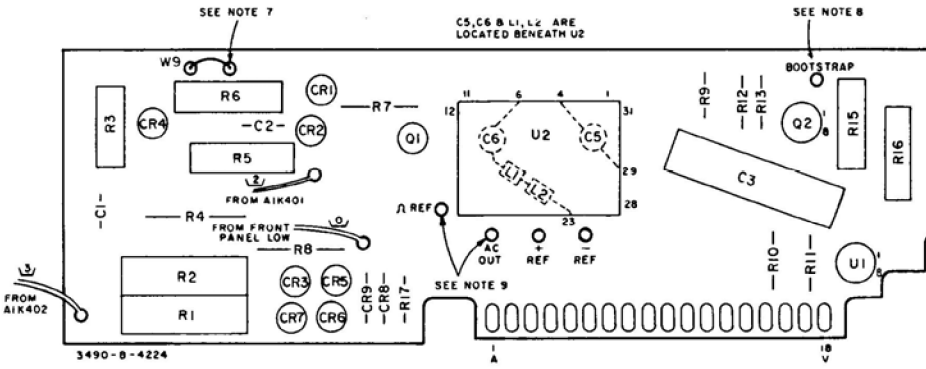 SEE NOTE 7
C5,C6 & L1, L2 ARE
LOCATED BENEATH U2
SEE NOTE 8
W9
BOOTSTRAP
R6
CR1
R3
CR4
R7
11
6
4
1
12
31
R9
R12
R13
C2
CR2
Q1
C6
U2
C5
Q2
1
8
R15
R16
R5
2
FROM A1K401
L1
L2
29
C3
C1
R4
0
FROM FRONT
PANEL LOW
Ω REF
23
28
R8
AC
OUT
+
REF
−
REF
R10
R11
U1
1
8
3
FROM
A1K402
R2
R1
CR3
CR5
CR7
CR6
CR9
CR8
R17
SEE NOTE 9
3490-B-4224
1
A
18
V